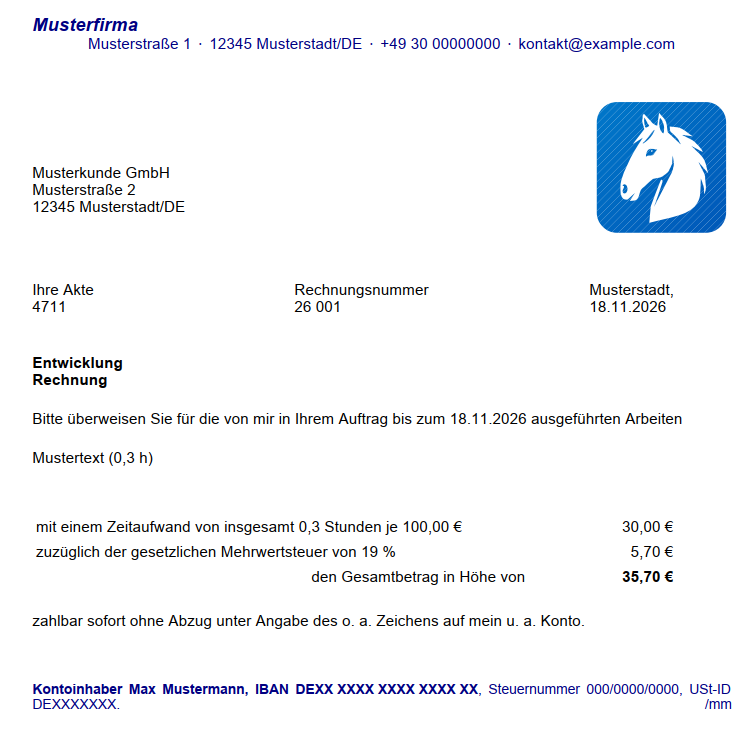 Musterfirma
Musterstraße 1 · 12345 Musterstadt/DE · +49 30 00000000 · kontakt@example.com
Musterkunde GmbH
Musterstraße 2
12345 Musterstadt/DE
Ihre Akte Rechnungsnummer Musterstadt,
4711 26 001 18.11.2026
Entwicklung
Rechnung
Bitte überweisen Sie für die von mir in Ihrem Auftrag bis zum 18.11.2026 ausgeführten Arbeiten
Mustertext (0,3 h)
mit einem Zeitaufwand von insgesamt 0,3 Stunden je 100,00 € 30,00 €
zuzüglich der gesetzlichen Mehrwertsteuer von 19 % 5,70 €
den Gesamtbetrag in Höhe von 35,70 €
zahlbar sofort ohne Abzug unter Angabe des o. a. Zeichens auf mein u. a. Konto.
Kontoinhaber Max Mustermann, IBAN DEXX XXXX XXXX XXXX XX, Steuernummer 000/0000/0000, USt-ID
DEXXXXXXX. /mm